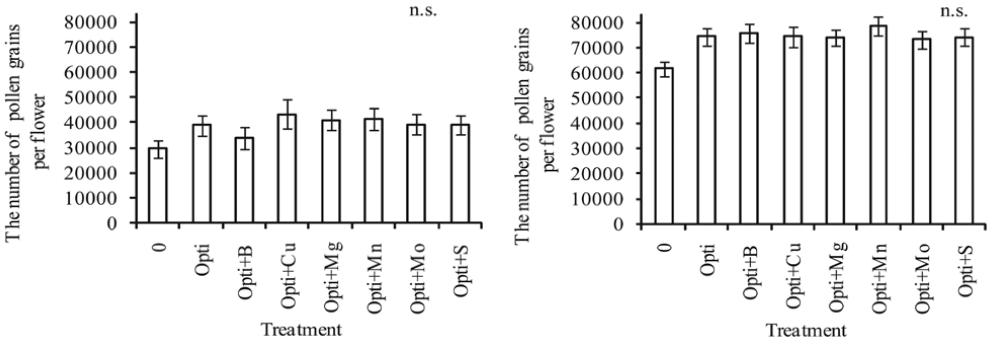 n.s.
80000
70000
60000
50000
40000
30000
20000
10000
0
The number of pollen grains
per flower
0
Opti
Opti+B
Opti+Cu
Opti+Mg
Opti+Mn
Opti+Mo
Opti+S
Treatment
n.s.
80000
70000
60000
50000
40000
30000
20000
10000
0
The number of pollen grains
per flower
0
Opti
Opti+B
Opti+Cu
Opti+Mg
Opti+Mn
Opti+Mo
Opti+S
Treatment